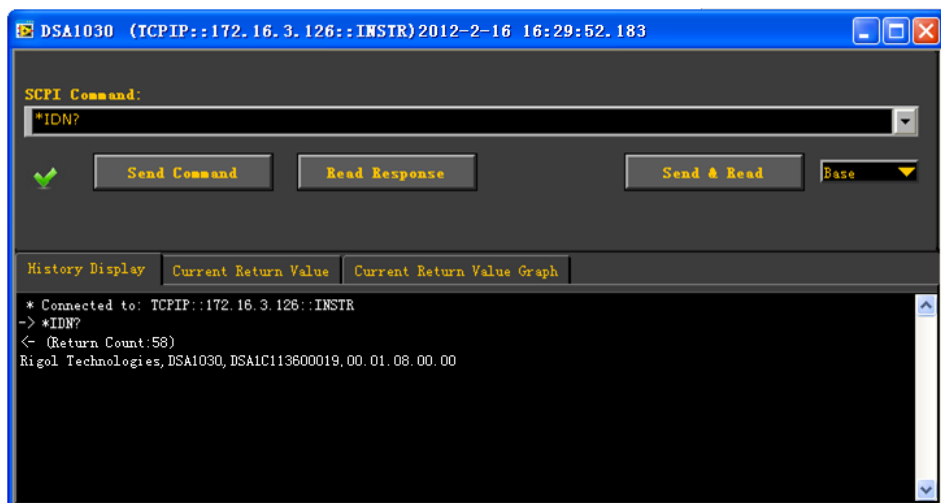 DSA1030 (TCPIP::172.16.3.126::INSTR)2012-2-16 16:29:52.183
SCPI Command:
*IDN?
Send Command
Read Response
Send & Read
Base
History Display
Current Return Value
Current Return Value Graph
* Connected to: TCPIP::172.16.3.126::INSTR
-> *IDN?
<- (Return Count:58)
Rigol Technologies,DSA1030,DSA1C113600019,00.01.08.00.00